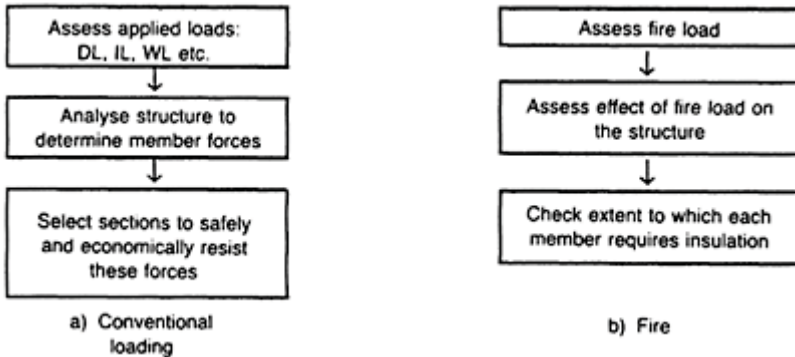 Assess applied loads:
DL, IL, WL etc.
Analyse structure to
determine member forces
Select sections to safely
and economically resist
these forces
a) Conventional
loading
Assess fire load
Assess effect of fire load on
the structure
Check extent to which each
member requires insulation
b) Fire